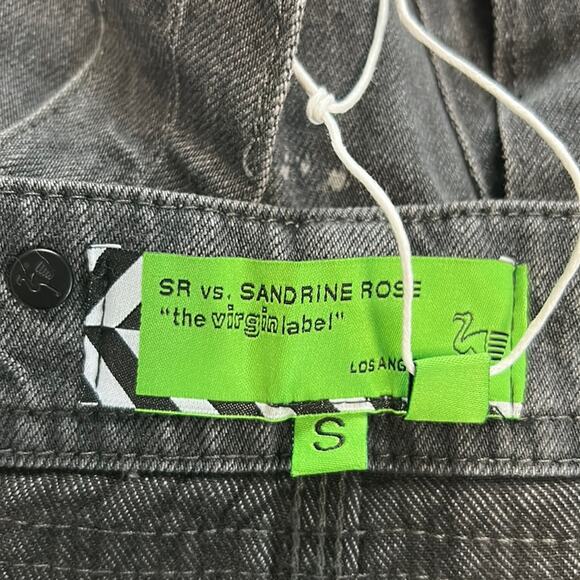 SR vs. SANDRINE ROSE
"the virginlabel"
LOS ANG
S